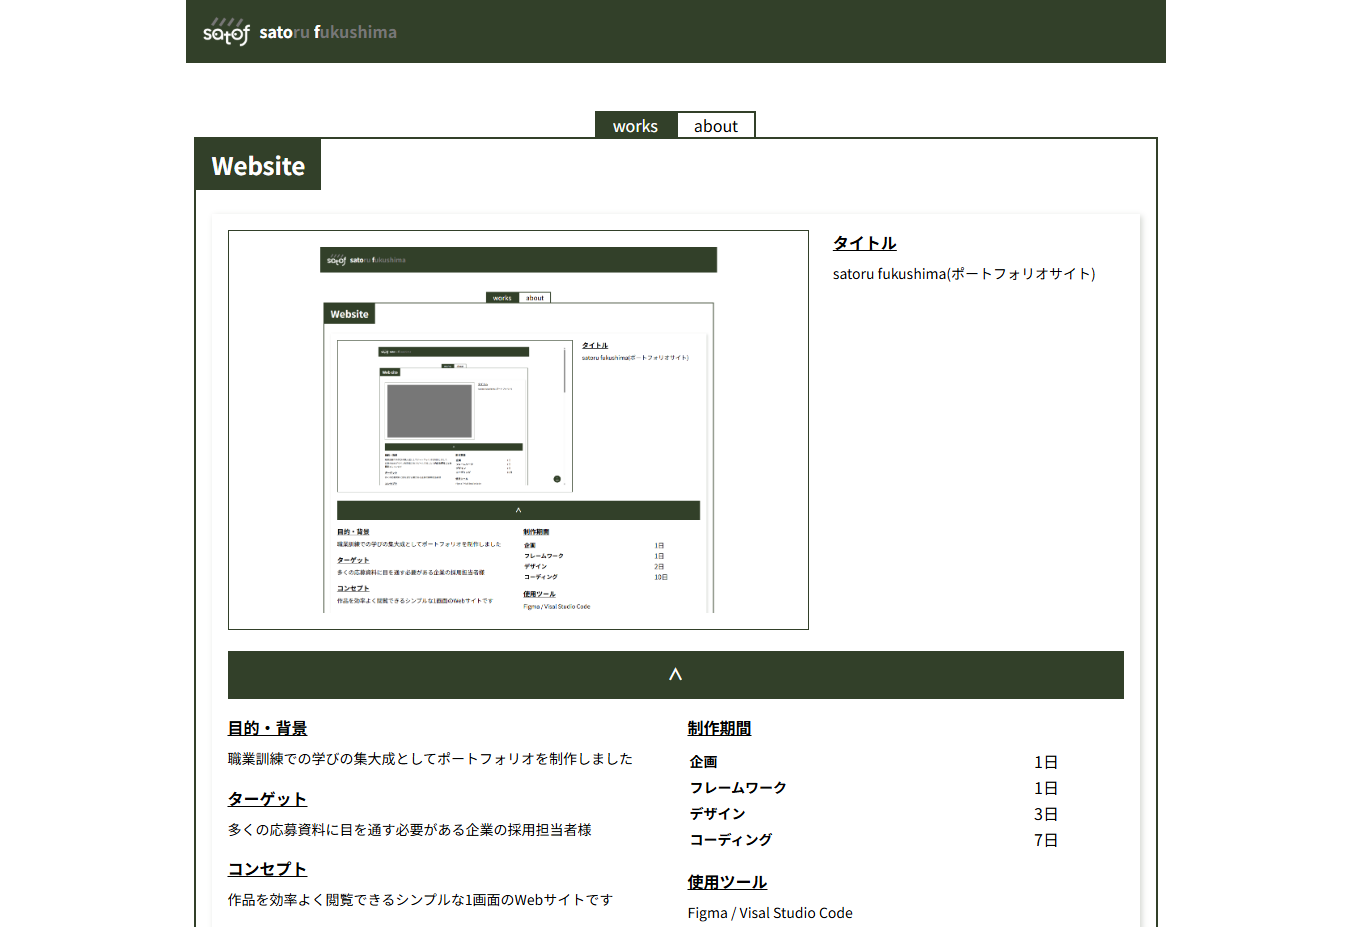 satof satoru fukushima
works about
Website
タイトル
satoru fukushima(ポートフォリオサイト)
satof satoru fukushima
works about
Website
タイトル
satoru fukushima(ポートフォリオサイト)
Website
^
目的・背景
職業訓練での学びの集大成としてポートフォリオを制作しました
ターゲット
多くの応募資料に目を通す必要がある企業の採用担当者様
コンセプト
作品を効率よく閲覧できるシンプルな1画面のWebサイトです
制作期間
企画 1日
フレームワーク 1日
デザイン 2日
コーディング 10日
使用ツール
Figma / Visal Studio Code
^
目的・背景
職業訓練での学びの集大成としてポートフォリオを制作しました
ターゲット
多くの応募資料に目を通す必要がある企業の採用担当者様
コンセプト
作品を効率よく閲覧できるシンプルな1画面のWebサイトです
制作期間
企画 1日
フレームワーク 1日
デザイン 3日
コーディング 7日
使用ツール
Figma / Visal Studio Code